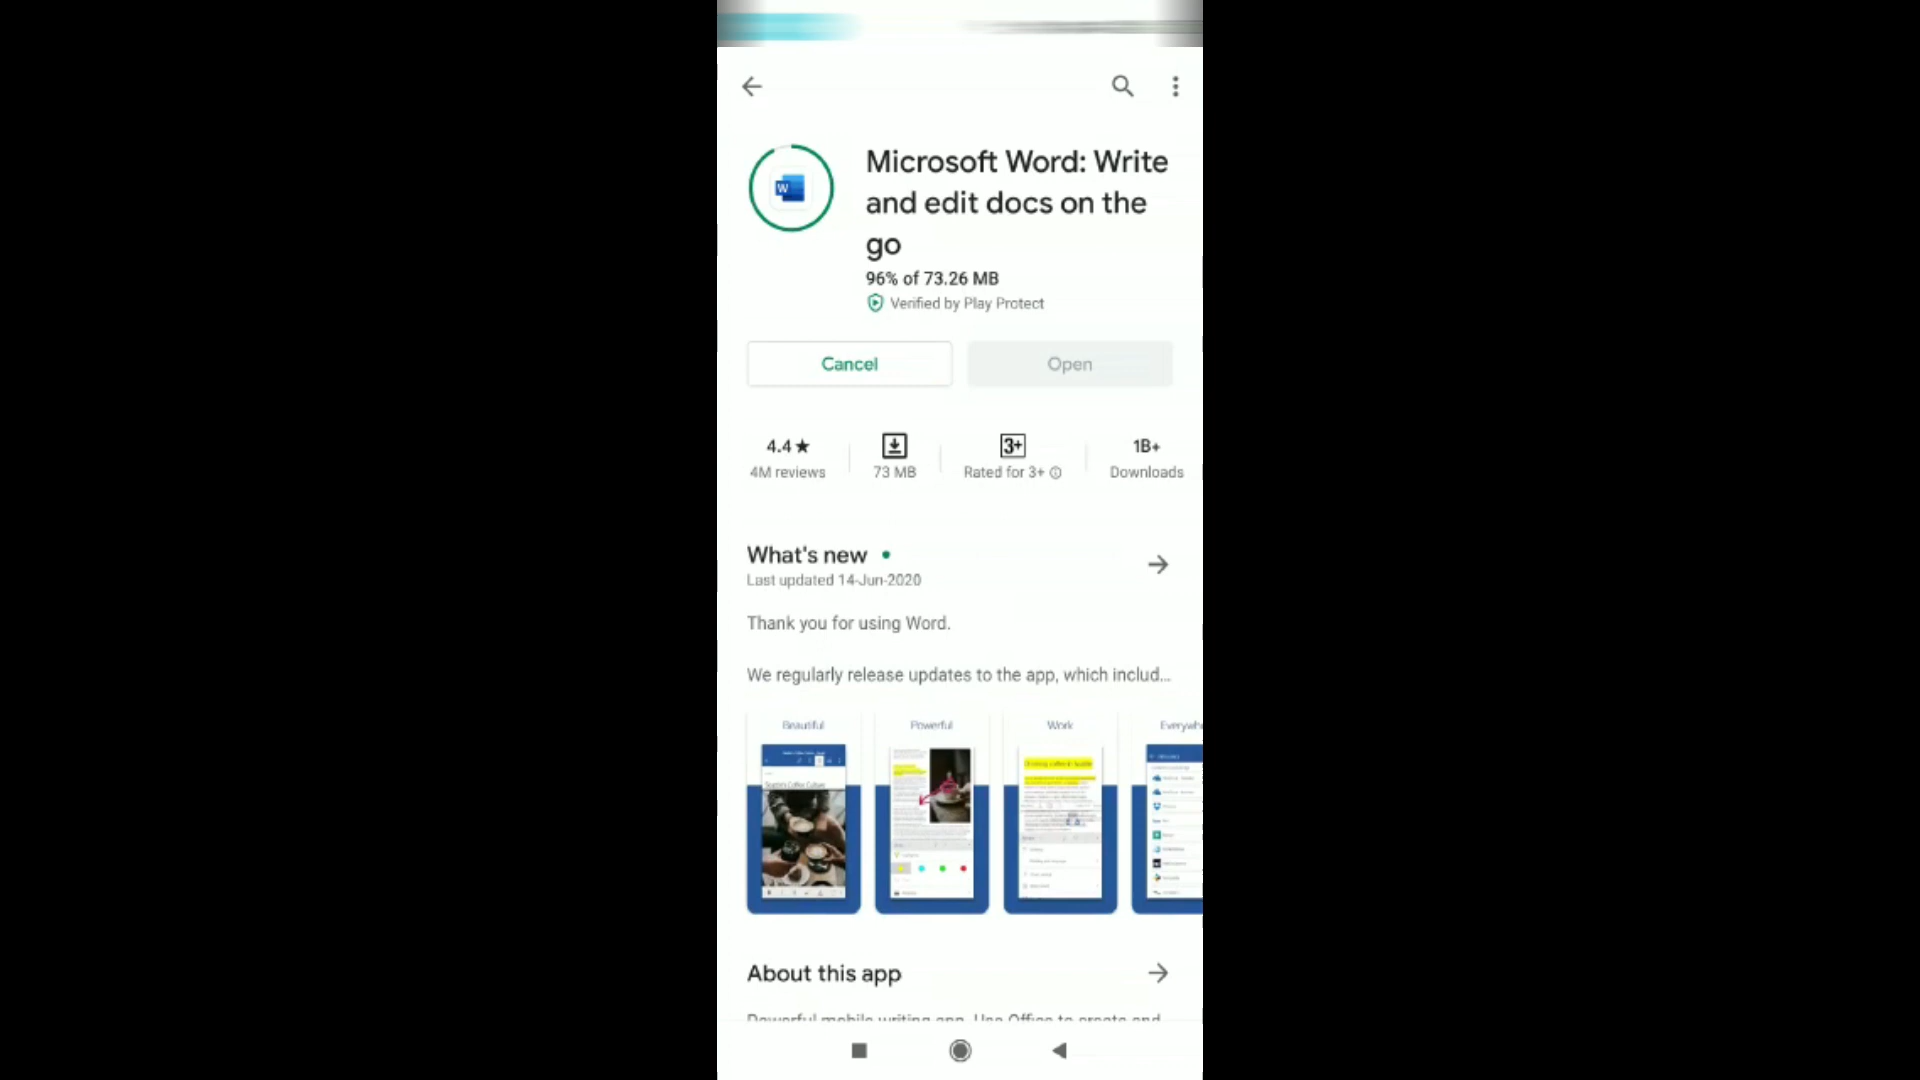 Microsoft Word: Write
and edit docs on the
go
96% of 73.26 MB
Verified by Play Protect
Cancel
Open
4.4★
3+
1B+
4M reviews
73 MB
Rated for 3+
Downloads
What's new
Last updated 14-Jun-2020
Thank you for using Word.
We regularly release updates to the app, which includ...
Beautiful
Powerful
Work
Everywh
About this app
Powerful mobile writing app. Use Office to create and